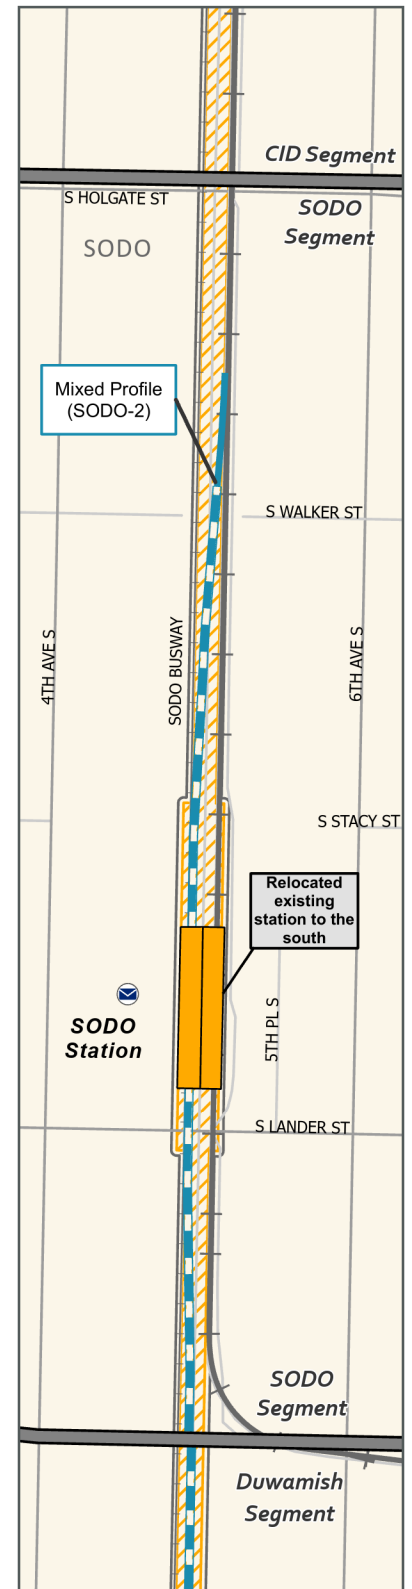 CID Segment
S HOLGATE ST
SODO
Segment
SODO
Mixed Profile
(SODO-2)
S WALKER ST
4TH AVE S
SODO BUSWAY
6TH AVE S
S STACY ST
Relocated
existing
station to the
south
SODO
Station
5TH PL S
S LANDER ST
SODO
Segment
Duwamish
Segment